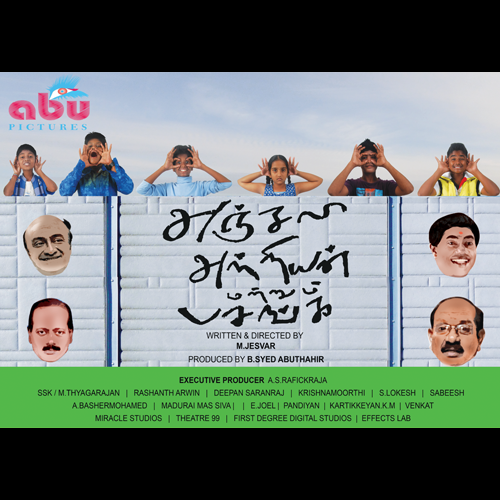 abu
PICTURES
மற்றும்
பசங்க
WRITTEN & DIRECTED BY
M.JESVAR
PRODUCED BY B.SYED ABUTHAHIR
EXECUTIVE PRODUCER A.S.RAFICKRAJA
SSK / M.THYAGARAJAN | RASHANTH ARWIN | DEEPAN SARANRAJ | KRISHNAMOORTHI | S.LOKESH | SABEESH
A.BASHERMOHAMED | MADURAI MAS SIVA | | E.JOEL | PANDIYAN | KARTIKKEYAN.K.M | VENKAT
MIRACLE STUDIOS | THEATRE 99 | FIRST DEGREE DIGITAL STUDIOS | EFFECTS LAB